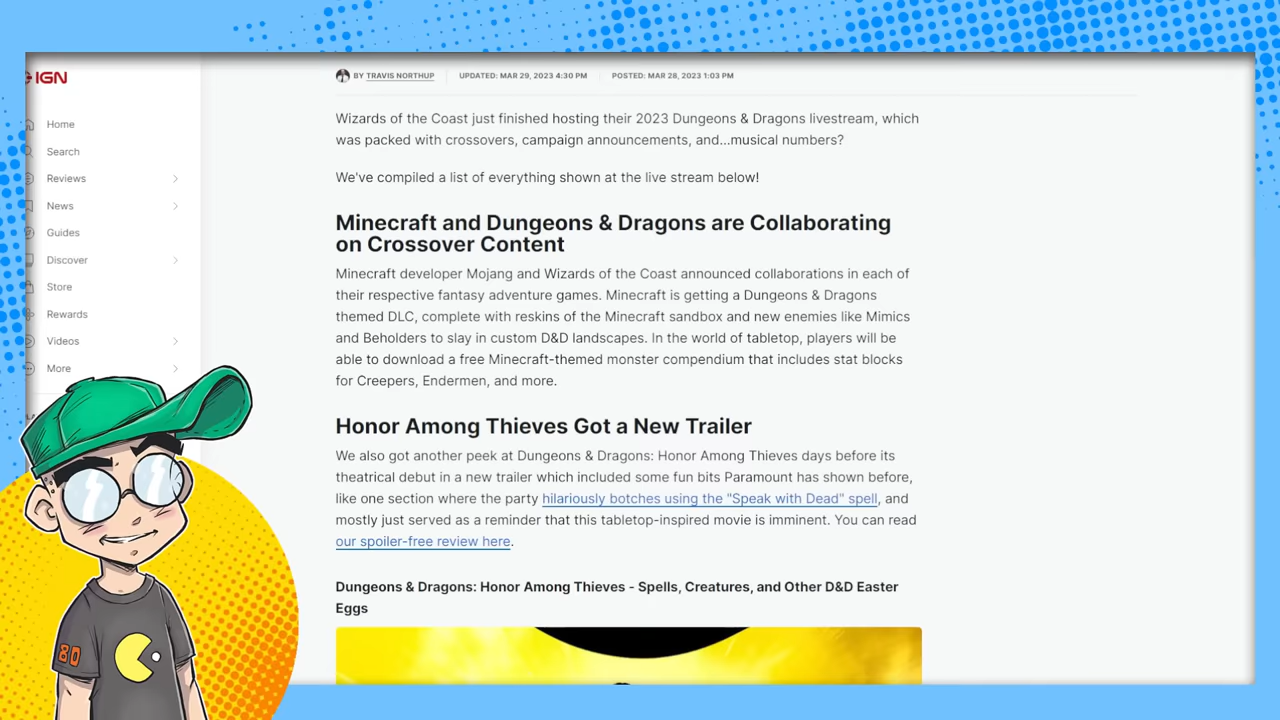 IGN
Home
Search
Reviews
News
Guides
Discover
Store
Rewards
Videos
More
BY TRAVIS NORTHUP UPDATED: MAR 29, 2023 4:30 PM POSTED: MAR 28, 2023 1:03 PM
Wizards of the Coast just finished hosting their 2023 Dungeons & Dragons livestream, which
was packed with crossovers, campaign announcements, and...musical numbers?
We've compiled a list of everything shown at the live stream below!
Minecraft and Dungeons & Dragons are Collaborating
on Crossover Content
Minecraft developer Mojang and Wizards of the Coast announced collaborations in each of
their respective fantasy adventure games. Minecraft is getting a Dungeons & Dragons
themed DLC, complete with reskins of the Minecraft sandbox and new enemies like Mimics
and Beholders to slay in custom D&D landscapes. In the world of tabletop, players will be
able to download a free Minecraft-themed monster compendium that includes stat blocks
for Creepers, Endermen, and more.
Honor Among Thieves Got a New Trailer
We also got another peek at Dungeons & Dragons: Honor Among Thieves days before its
theatrical debut in a new trailer which included some fun bits Paramount has shown before,
like one section where the party hilariously botches using the "Speak with Dead" spell, and
mostly just served as a reminder that this tabletop-inspired movie is imminent. You can read
our spoiler-free review here.
Dungeons & Dragons: Honor Among Thieves - Spells, Creatures, and Other D&D Easter
Eggs
80